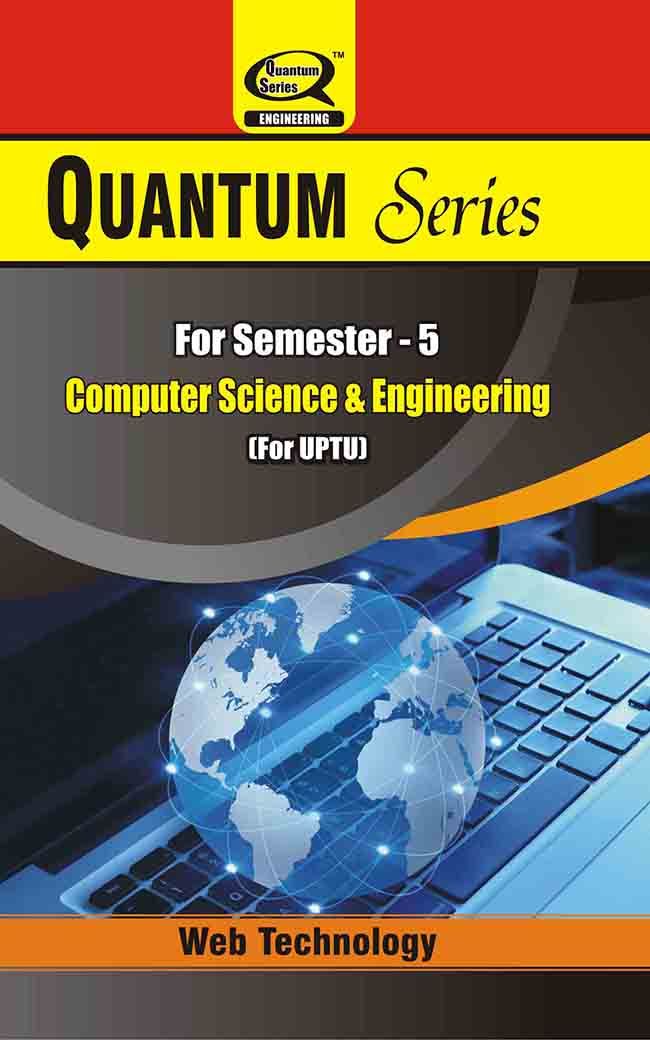 Quantum
Series
TM
ENGINEERING
QUANTUM Series
For Semester - 5
Computer Science & Engineering
(For UPTU)
Web Technology